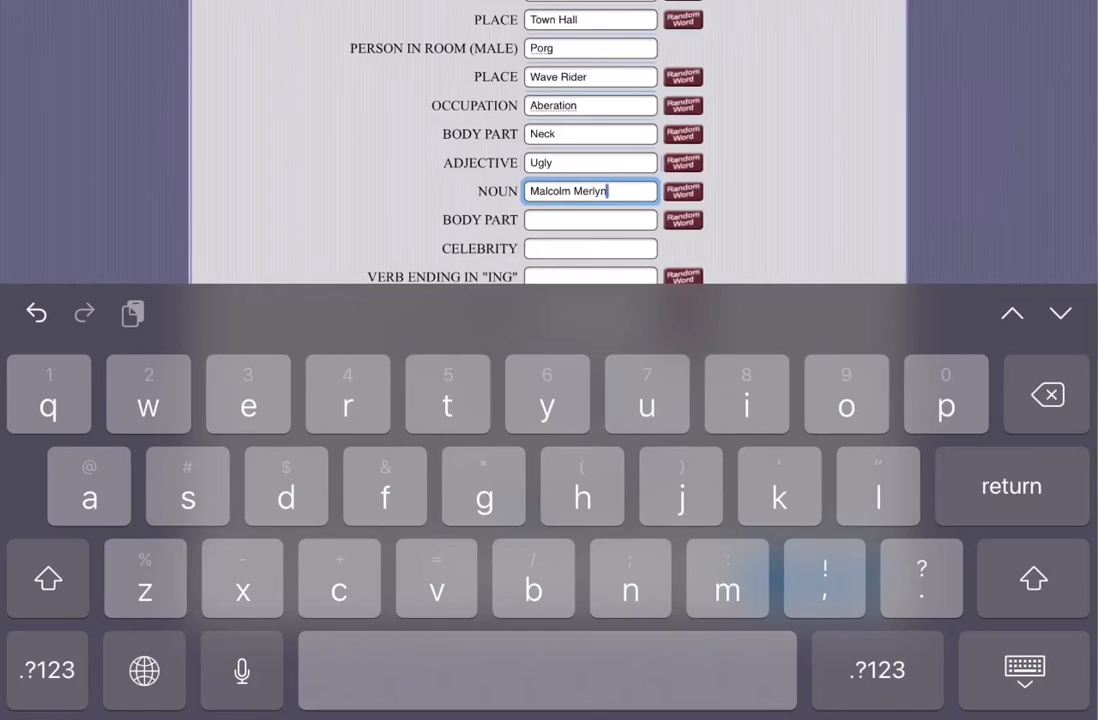 PLACE Town Hall Random Word
PERSON IN ROOM (MALE) Porg
PLACE Wave Rider Random Word
OCCUPATION Aberation Random Word
BODY PART Neck Random Word
ADJECTIVE Ugly Random Word
NOUN Malcolm Merlyn Random Word
BODY PART Random Word
CELEBRITY
VERB ENDING IN "ING" Random Word
1 2 3 4 5 6 7 8 9 0
q w e r t y u i o p
@ # $ & * ( ) ' "
a s d f g h j k l return
% - + = / ; : ! ?
z x c v b n m , .
.?123 .?123